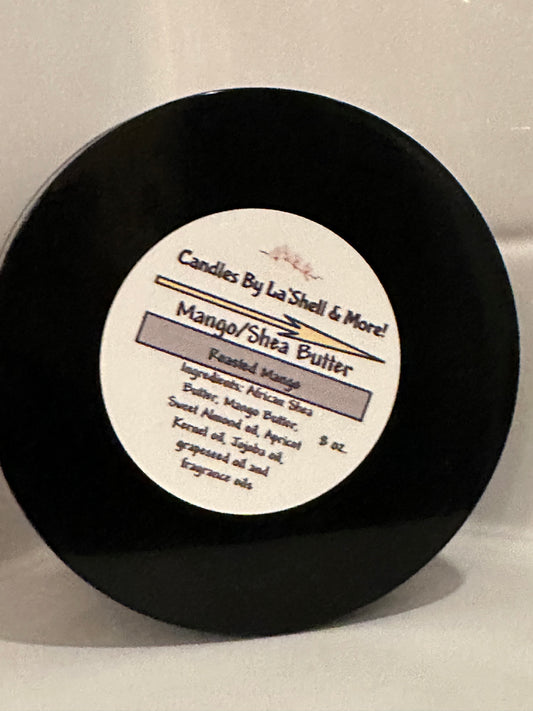 Candles By La'Shell & More!
Mango/Shea Butter
Roasted Mango
Ingredients: African Shea
Butter, Mango Butter,
Sweet Almond oil, Apricot
Kernel oil, Jojoba oil,
grapeseed oil and
fragrance oils
8 oz.